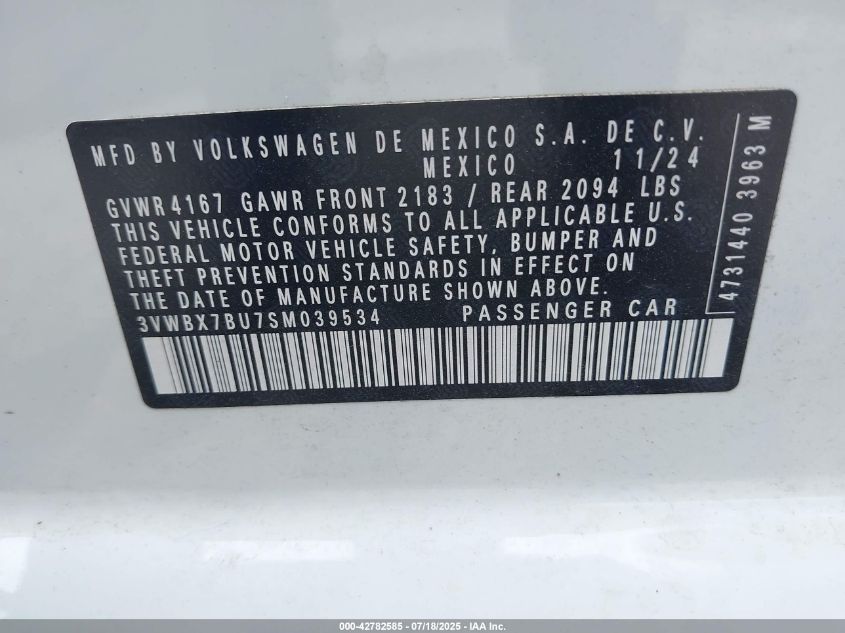 MFD BY VOLKSWAGEN DE MEXICO S.A. DE C.V.
MEXICO 11/24
GVWR 4167 GAWR FRONT 2183 / REAR 2094 LBS
THIS VEHICLE CONFORMS TO ALL APPLICABLE U.S.
FEDERAL MOTOR VEHICLE SAFETY, BUMPER AND
THEFT PREVENTION STANDARDS IN EFFECT ON
THE DATE OF MANUFACTURE SHOWN ABOVE.
3VWBX7BU7SM039534 PASSENGER CAR
4731440 3963 M
000-42782585 - 07/18/2025 - IAA Inc.